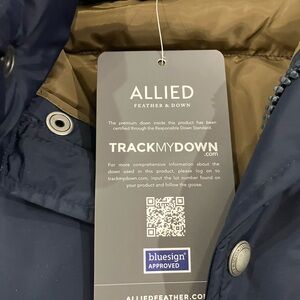 ALLIED
FEATHER & DOWN
The premium down inside this product has been
certified through the Responsible Down Standard.
TRACKMYDOWN
.com
For more comprehensive information about the
down used in this product, please log on to
trackmydown.com, input the lot number found on
your product and follow the goose.
bluesign®
APPROVED
ALLIEDFEATHER.CO